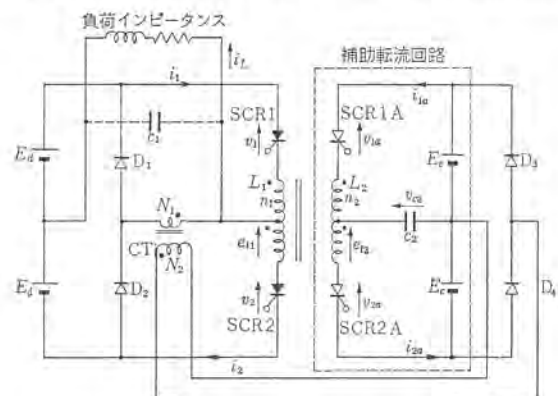 負荷インピータンス
i_L
補助転流回路
i_1
i_1a
SCR1
SCR1A
c_1
v_1
v_1a
E_d
D_1
E_c
D_3
L_1
L_2
N_1
n_1
n_2
v_c2
c_2
CT
N_2
e_t1
e_t2
E_d
D_2
v_2
v_2a
E_c
D_4
SCR2
SCR2A
i_2
i_2a